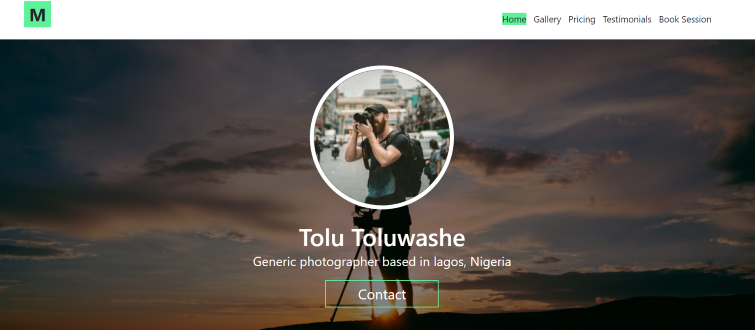 M
Home Gallery Pricing Testimonials Book Session
Tolu Toluwashe
Generic photographer based in lagos, Nigeria
Contact